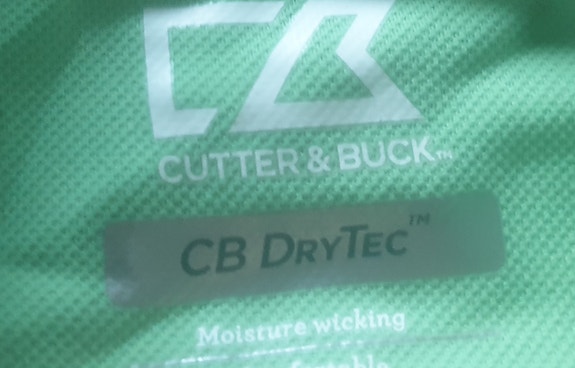 CUTTER & BUCK™
CB DRYTEC™
Moisture wicking